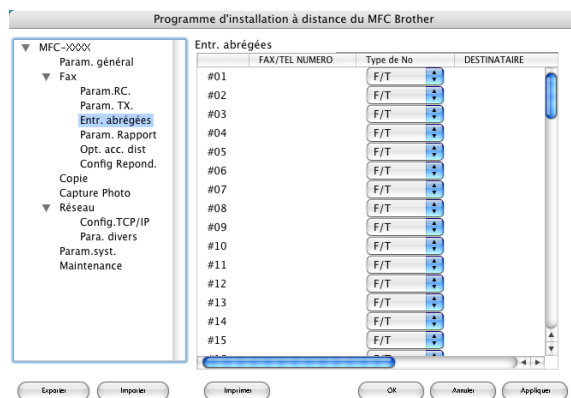 Programme d'installation à distance du MFC Brother
MFC-XXXX
Param. général
Fax
Param.RC.
Param. TX.
Entr. abrégées
Param. Rapport
Opt. acc. dist
Config Repond.
Copie
Capture Photo
Réseau
Config.TCP/IP
Para. divers
Param.syst.
Maintenance
Entr. abrégées
FAX/TEL NUMERO Type de No DESTINATAIRE
#01 F/T
#02 F/T
#03 F/T
#04 F/T
#05 F/T
#06 F/T
#07 F/T
#08 F/T
#09 F/T
#10 F/T
#11 F/T
#12 F/T
#13 F/T
#14 F/T
#15 F/T
Exporter Importer Imprimer OK Annuler Appliquer